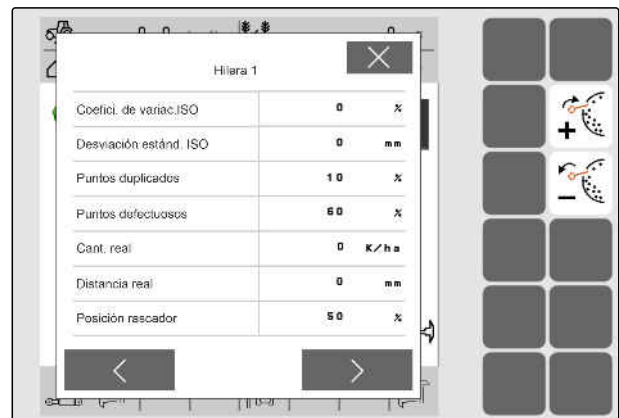 Hilera 1
Coefici. de variac.ISO 0 %
Desviación estánd. ISO 0 mm
Puntos duplicados 10 %
Puntos defectuosos 60 %
Cant. real 0 K/ha
Distancia real 0 mm
Posición rascador 50 %
+
−